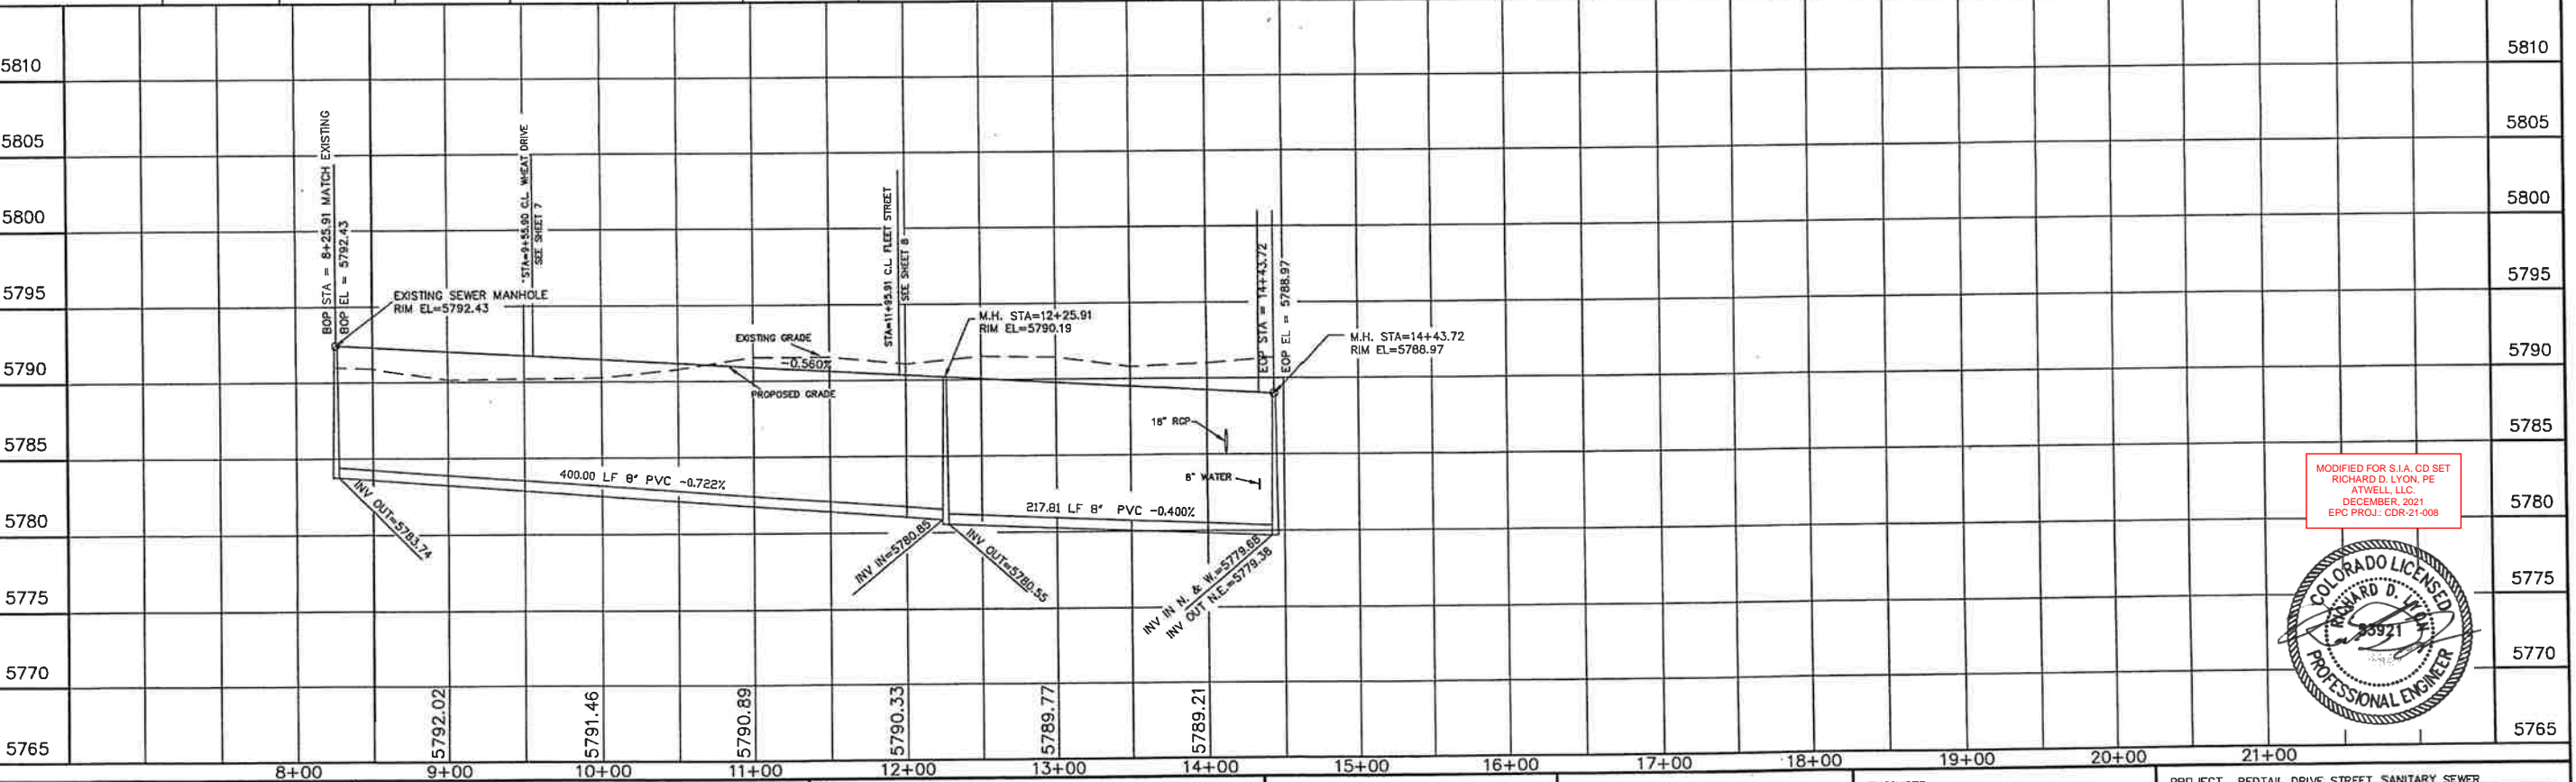 5810
5805
5800
5795
5790
5785
5780
5775
5770
5765
BOP STA = 8+25.91 MATCH EXISTING
BOP EL = 5792.43
EXISTING SEWER MANHOLE
RIM EL=5792.43
STA=9+55.90 C.L. WHEAT DRIVE
SEE SHEET 7
EXISTING GRADE
-0.560%
PROPOSED GRADE
STA=11+95.91 C.L. FLEET STREET
SEE SHEET 8
M.H. STA=12+25.91
RIM EL=5790.19
EOP STA = 14+43.72
EOP EL = 5788.97
M.H. STA=14+43.72
RIM EL=5788.97
18" RCP
8" WATER
400.00 LF 8" PVC -0.722%
217.81 LF 8" PVC -0.400%
INV OUT=5783.74
INV IN=5780.85
INV OUT=5780.55
INV IN N. & W.=5779.68
INV OUT N.E.=5779.38
5792.02
5791.46
5790.89
5790.33
5789.77
5789.21
8+00
9+00
10+00
11+00
12+00
13+00
14+00
15+00
16+00
17+00
18+00
19+00
20+00
21+00
5810
5805
5800
5795
5790
5785
5780
5775
5770
5765
MODIFIED FOR S.I.A. CD SET
RICHARD D. LYON, PE
ATWELL, LLC.
DECEMBER, 2021
EPC PROJ.: CDR-21-008
COLORADO LICENSED
RICHARD D. LYON
53921
PROFESSIONAL ENGINEER
PROJECT REDTAIL DRIVE STREET SANITARY SEWER